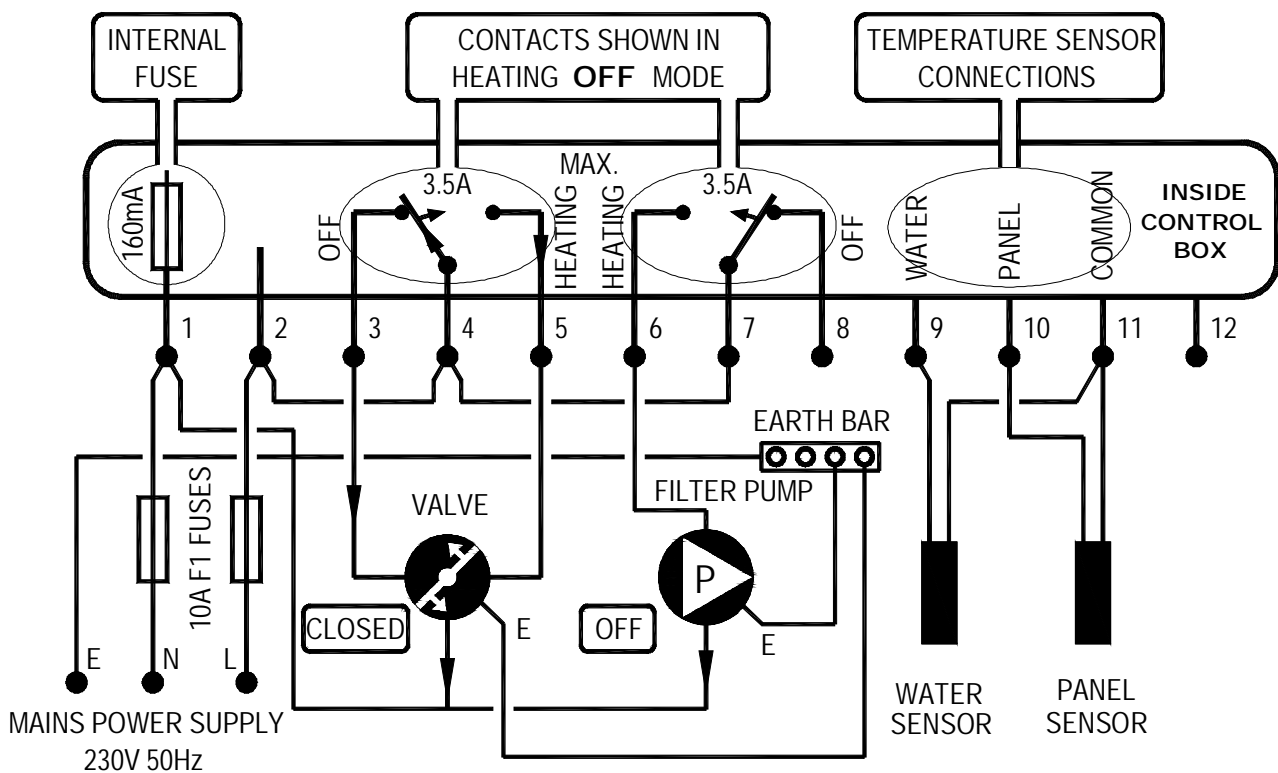 INTERNAL
FUSE
CONTACTS SHOWN IN
HEATING OFF MODE
TEMPERATURE SENSOR
CONNECTIONS
160mA
OFF
3.5A
HEATING
MAX.
HEATING
3.5A
OFF
WATER
PANEL
COMMON
INSIDE
CONTROL
BOX
1
2
3
4
5
6
7
8
9
10
11
12
EARTH BAR
10A F1 FUSES
VALVE
FILTER PUMP
P
CLOSED
E
OFF
E
E
N
L
MAINS POWER SUPPLY
230V 50Hz
WATER
SENSOR
PANEL
SENSOR